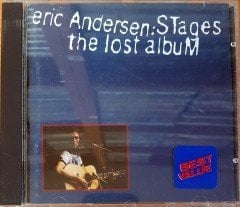 eric Andersen:STages
the lost albuM
BEST
VALUE